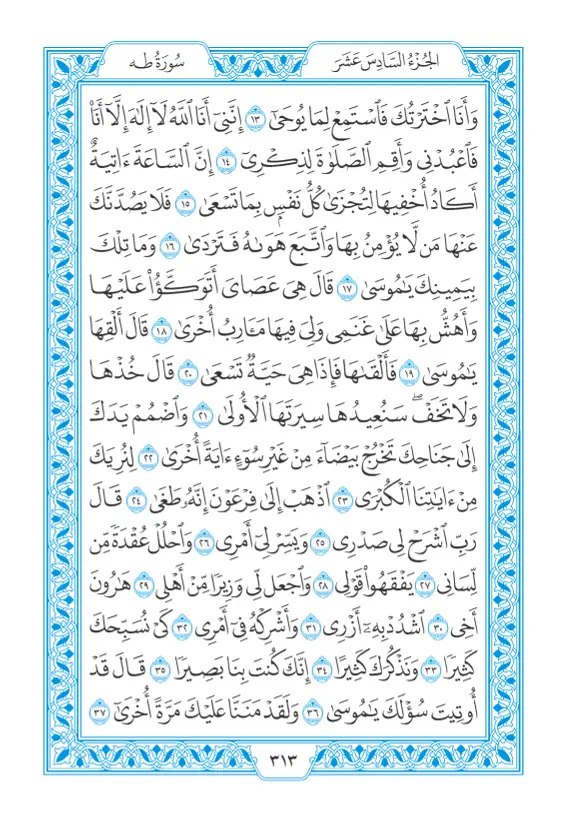 الجُزْءُ السَّادِسَ عَشَرَ
سُورَةُ طه
وَأَنَا ٱخْتَرْتُكَ فَٱسْتَمِعْ لِمَا يُوحَىٰٓ ١٣ إِنَّنِىٓ أَنَا ٱللَّهُ لَآ إِلَٰهَ إِلَّآ أَنَا۠
فَٱعْبُدْنِى وَأَقِمِ ٱلصَّلَوٰةَ لِذِكْرِىٓ ١٤ إِنَّ ٱلسَّاعَةَ ءَاتِيَةٌ
أَكَادُ أُخْفِيهَا لِتُجْزَىٰ كُلُّ نَفْسٍۭ بِمَا تَسْعَىٰ ١٥ فَلَا يَصُدَّنَّكَ
عَنْهَا مَن لَّا يُؤْمِنُ بِهَا وَٱتَّبَعَ هَوَىٰهُ فَتَرْدَىٰ ١٦ وَمَا تِلْكَ
بِيَمِينِكَ يَٰمُوسَىٰ ١٧ قَالَ هِىَ عَصَاىَ أَتَوَكَّؤُا۟ عَلَيْهَا
وَأَهُشُّ بِهَا عَلَىٰ غَنَمِى وَلِىَ فِيهَا مَـَٔارِبُ أُخْرَىٰ ١٨ قَالَ أَلْقِهَا
يَٰمُوسَىٰ ١٩ فَأَلْقَىٰهَا فَإِذَا هِىَ حَيَّةٌ تَسْعَىٰ ٢٠ قَالَ خُذْهَا
وَلَا تَخَفْ ۖ سَنُعِيدُهَا سِيرَتَهَا ٱلْأُولَىٰ ٢١ وَٱضْمُمْ يَدَكَ
إِلَىٰ جَنَاحِكَ تَخْرُجْ بَيْضَآءَ مِنْ غَيْرِ سُوٓءٍ ءَايَةً أُخْرَىٰ ٢٢ لِنُرِيَكَ
مِنْ ءَايَٰتِنَا ٱلْكُبْرَى ٢٣ ٱذْهَبْ إِلَىٰ فِرْعَوْنَ إِنَّهُۥ طَغَىٰ ٢٤ قَالَ
رَبِّ ٱشْرَحْ لِى صَدْرِى ٢٥ وَيَسِّرْ لِىٓ أَمْرِى ٢٦ وَٱحْلُلْ عُقْدَةً مِّن
لِّسَانِى ٢٧ يَفْقَهُوا۟ قَوْلِى ٢٨ وَٱجْعَل لِّى وَزِيرًا مِّنْ أَهْلِى ٢٩ هَٰرُونَ
أَخِى ٣٠ ٱشْدُدْ بِهِۦٓ أَزْرِى ٣١ وَأَشْرِكْهُ فِىٓ أَمْرِى ٣٢ كَىْ نُسَبِّحَكَ
كَثِيرًا ٣٣ وَنَذْكُرَكَ كَثِيرًا ٣٤ إِنَّكَ كُنتَ بِنَا بَصِيرًا ٣٥ قَالَ قَدْ
أُوتِيتَ سُؤْلَكَ يَٰمُوسَىٰ ٣٦ وَلَقَدْ مَنَنَّا عَلَيْكَ مَرَّةً أُخْرَىٰٓ ٣٧
٣١٣